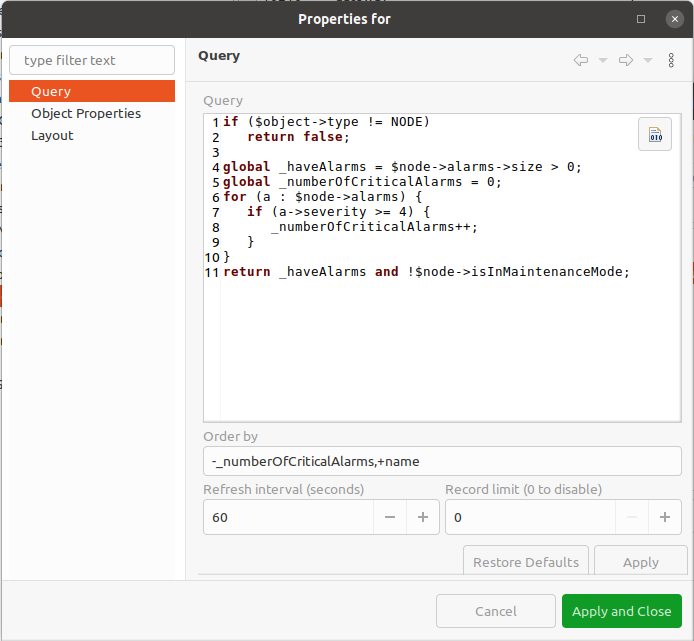 Properties for
type filter text
Query
Object Properties
Layout
Query
Query
1 if ($object->type != NODE)
2    return false;
3
4 global _haveAlarms = $node->alarms->size > 0;
5 global _numberOfCriticalAlarms = 0;
6 for (a : $node->alarms) {
7    if (a->severity >= 4) {
8       _numberOfCriticalAlarms++;
9    }
10 }
11 return _haveAlarms and !$node->isInMaintenanceMode;
010
Order by
-_numberOfCriticalAlarms,+name
Refresh interval (seconds)
Record limit (0 to disable)
60
0
Restore Defaults
Apply
Cancel
Apply and Close